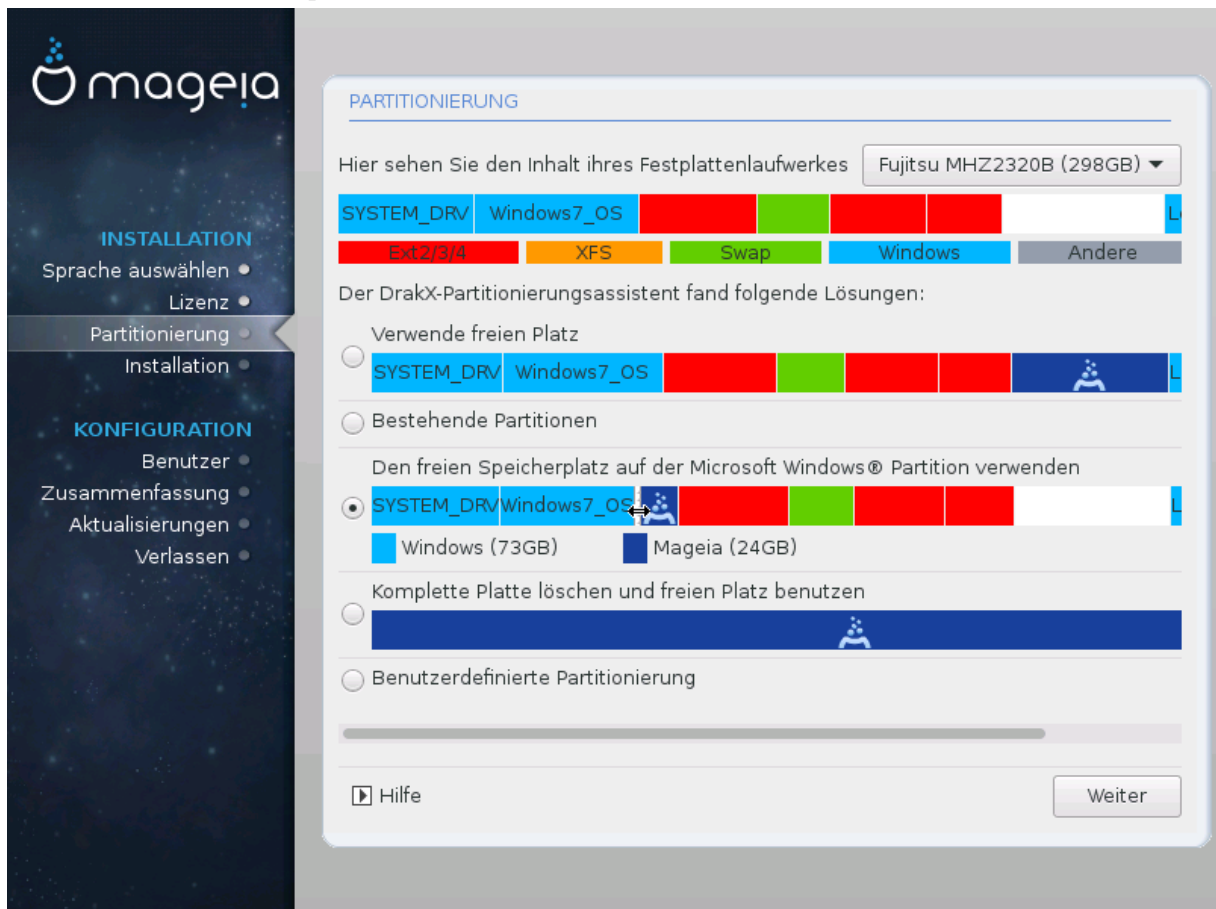 mageia
INSTALLATION
Sprache auswählen
Lizenz
Partitionierung
Installation
KONFIGURATION
Benutzer
Zusammenfassung
Aktualisierungen
Verlassen
PARTITIONIERUNG
Hier sehen Sie den Inhalt ihres Festplattenlaufwerkes Fujitsu MHZ2320B (298GB)
SYSTEM_DRV Windows7_OS
Ext2/3/4 XFS Swap Windows Andere
Der DrakX-Partitionierungsassistent fand folgende Lösungen:
Verwende freien Platz
SYSTEM_DRV Windows7_OS L
Bestehende Partitionen
Den freien Speicherplatz auf der Microsoft Windows® Partition verwenden
SYSTEM_DRV Windows7_OS L
Windows (73GB) Mageia (24GB)
Komplette Platte löschen und freien Platz benutzen
Benutzerdefinierte Partitionierung
Hilfe
Weiter